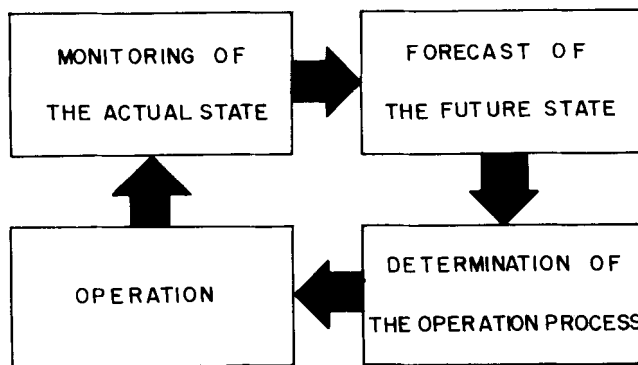 MONITORING OF
THE ACTUAL STATE
FORECAST OF
THE FUTURE STATE
DETERMINATION OF
THE OPERATION PROCESS
OPERATION